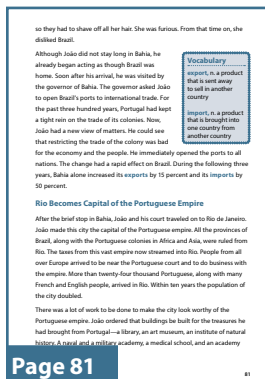 so they had to shave off all her hair. She was furious. From that time on, she
disliked Brazil.
Although João did not stay long in Bahia, he
already began acting as though Brazil was
home. Soon after his arrival, he was visited by
the governor of Bahia. The governor asked João
to open Brazil's ports to international trade. For
the past three hundred years, Portugal had kept
a tight rein on the trade of its colonies. Now,
João had a new view of matters. He could see
that restricting the trade of the colony was bad
for the economy and the people. He immediately opened the ports to all
nations. The change had a rapid effect on Brazil. During the following three
years, Bahia alone increased its exports by 15 percent and its imports by
50 percent.
Vocabulary
export, n. a product
that is sent away
to sell in another
country
import, n. a product
that is brought into
one country from
another country
Rio Becomes Capital of the Portuguese Empire
After the brief stop in Bahia, João and his court traveled on to Rio de Janeiro.
João made this city the capital of the Portuguese empire. All the provinces of
Brazil, along with the Portuguese colonies in Africa and Asia, were ruled from
Rio. The taxes from this vast empire now streamed into Rio. People from all
over Europe arrived to be near the Portuguese court and to do business with
the empire. More than twenty-four thousand Portuguese, along with many
French and English people, arrived in Rio. Within ten years the population of
the city doubled.
There was a lot of work to be done to make the city look worthy of the
Portuguese empire. João ordered that buildings be built for the treasures he
had brought from Portugal—a library, an art museum, an institute of natural
history. A naval and a military academy, a medical school, and an academy
Page 81
81